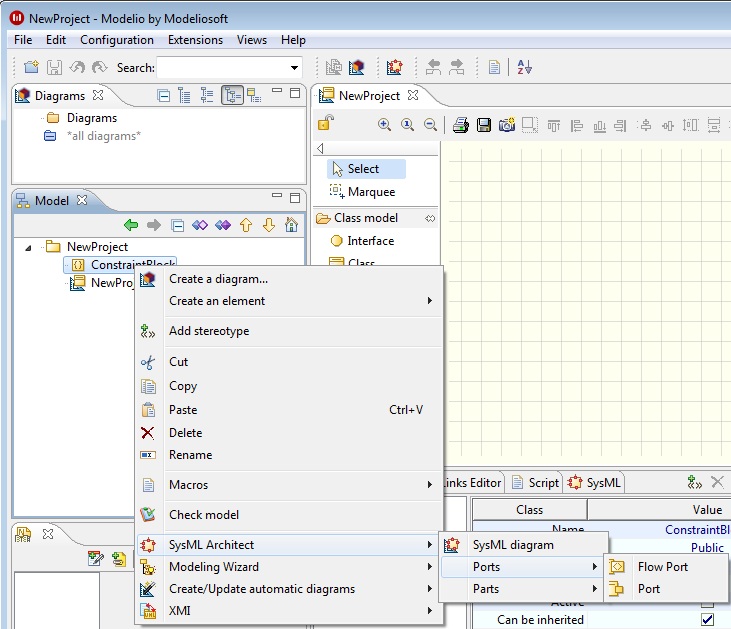 NewProject - Modelio by Modeliosoft
File Edit Configuration Extensions Views Help
Search:
Diagrams
Diagrams
*all diagrams*
NewProject
Select
Marquee
Class model
Interface
Class
Model
NewProject
ConstraintBlock
NewProj
Create a diagram...
Create an element
Add stereotype
Cut
Copy
Paste Ctrl+V
Delete
Rename
Macros
Check model
SysML Architect
Modeling Wizard
Create/Update automatic diagrams
XMI
SysML diagram
Ports
Parts
Flow Port
Port
inks Editor Script SysML
Class Value
Name ConstraintBl
Public
Active
Can be inherited